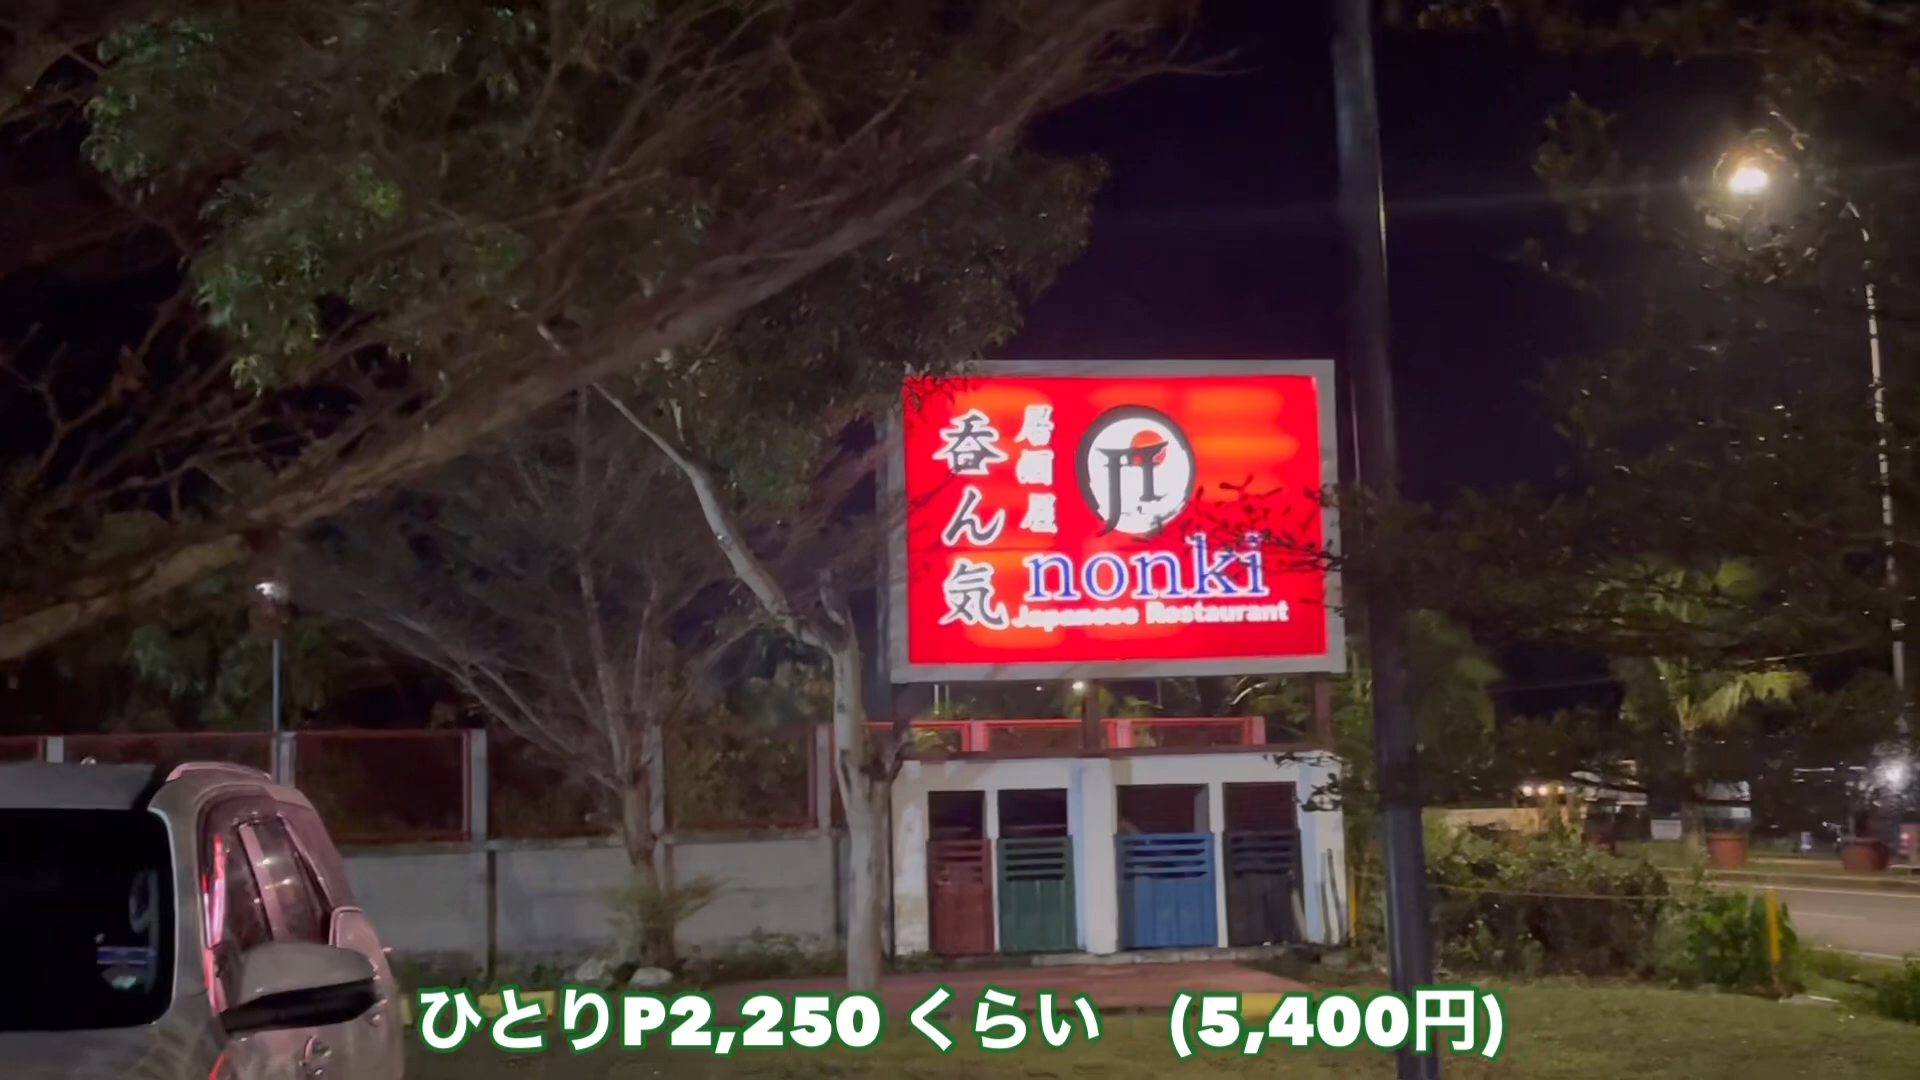 居酒屋
呑ん気
nonki
Japanese Restaurant
ひとりP2,250 くらい (5,400円)